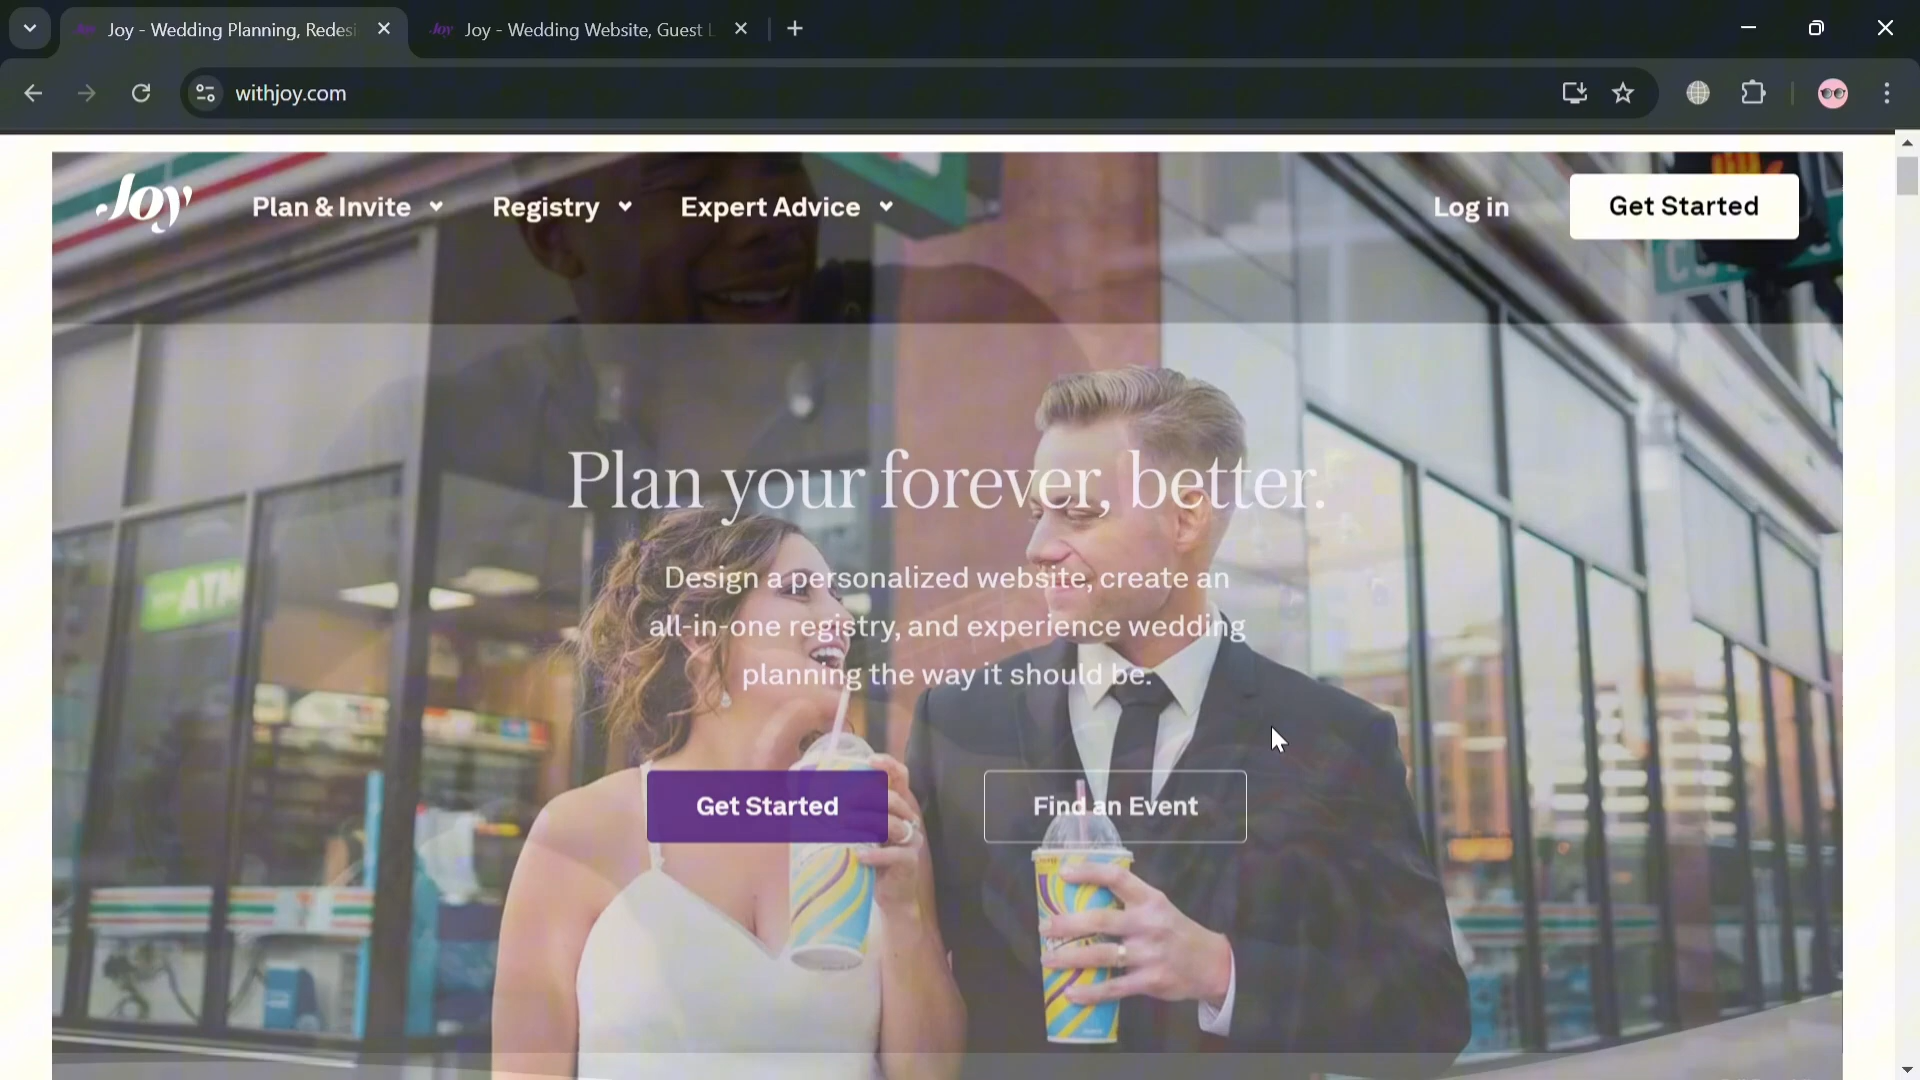 Joy - Wedding Planning, Redesi
Joy - Wedding Website, Guest L
withjoy.com
Joy
Plan & Invite
Registry
Expert Advice
Log in
Get Started
Plan your forever, better.
Design a personalized website, create an
all-in-one registry, and experience wedding
planning the way it should be.
Get Started
Find an Event
ATM